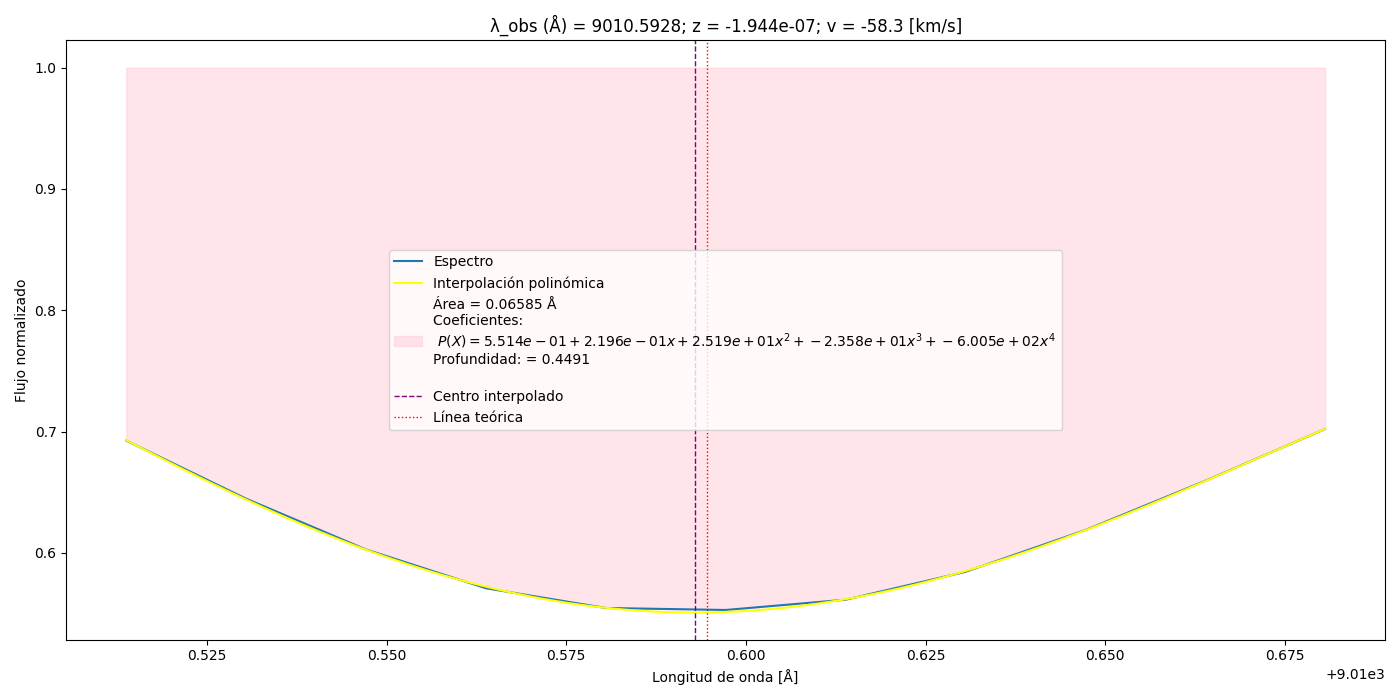 λ_obs (Å) = 9010.5928; z = -1.944e-07; v = -58.3 [km/s]
1.0
0.9
0.8
0.7
0.6
Flujo normalizado
Espectro
Interpolación polinómica
Área = 0.06585 Å
Coeficientes:
P(X) = 5.514e − 01 + 2.196e − 01x + 2.519e + 01x² + −2.358e + 01x³ + −6.005e + 02x⁴
Profundidad: = 0.4491
Centro interpolado
Línea teórica
0.525 0.550 0.575 0.600 0.625 0.650 0.675
+9.01e3
Longitud de onda [Å]